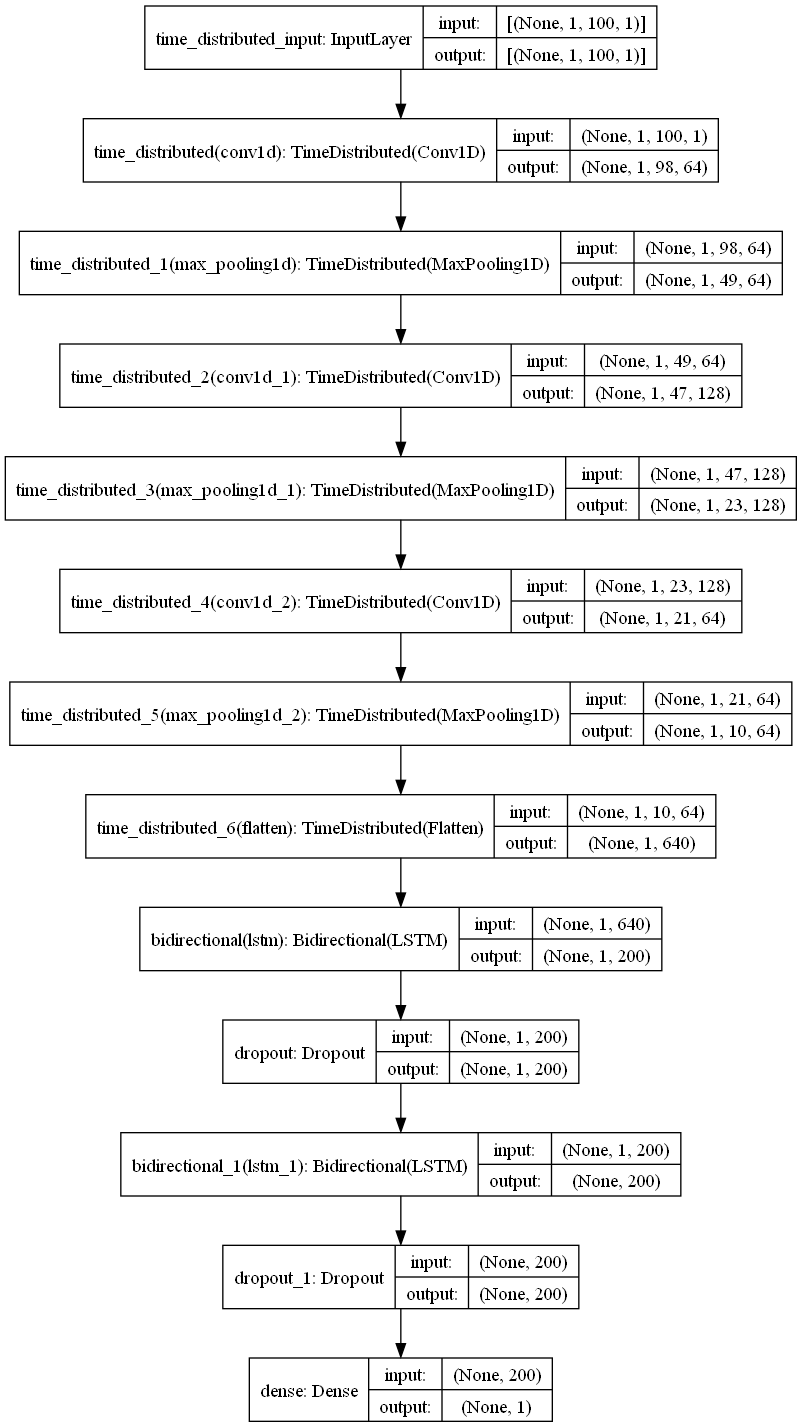 time_distributed_input: InputLayer
input: [(None, 1, 100, 1)]
output: [(None, 1, 100, 1)]
time_distributed(conv1d): TimeDistributed(Conv1D)
input: (None, 1, 100, 1)
output: (None, 1, 98, 64)
time_distributed_1(max_pooling1d): TimeDistributed(MaxPooling1D)
input: (None, 1, 98, 64)
output: (None, 1, 49, 64)
time_distributed_2(conv1d_1): TimeDistributed(Conv1D)
input: (None, 1, 49, 64)
output: (None, 1, 47, 128)
time_distributed_3(max_pooling1d_1): TimeDistributed(MaxPooling1D)
input: (None, 1, 47, 128)
output: (None, 1, 23, 128)
time_distributed_4(conv1d_2): TimeDistributed(Conv1D)
input: (None, 1, 23, 128)
output: (None, 1, 21, 64)
time_distributed_5(max_pooling1d_2): TimeDistributed(MaxPooling1D)
input: (None, 1, 21, 64)
output: (None, 1, 10, 64)
time_distributed_6(flatten): TimeDistributed(Flatten)
input: (None, 1, 10, 64)
output: (None, 1, 640)
bidirectional(lstm): Bidirectional(LSTM)
input: (None, 1, 640)
output: (None, 1, 200)
dropout: Dropout
input: (None, 1, 200)
output: (None, 1, 200)
bidirectional_1(lstm_1): Bidirectional(LSTM)
input: (None, 1, 200)
output: (None, 200)
dropout_1: Dropout
input: (None, 200)
output: (None, 200)
dense: Dense
input: (None, 200)
output: (None, 1)